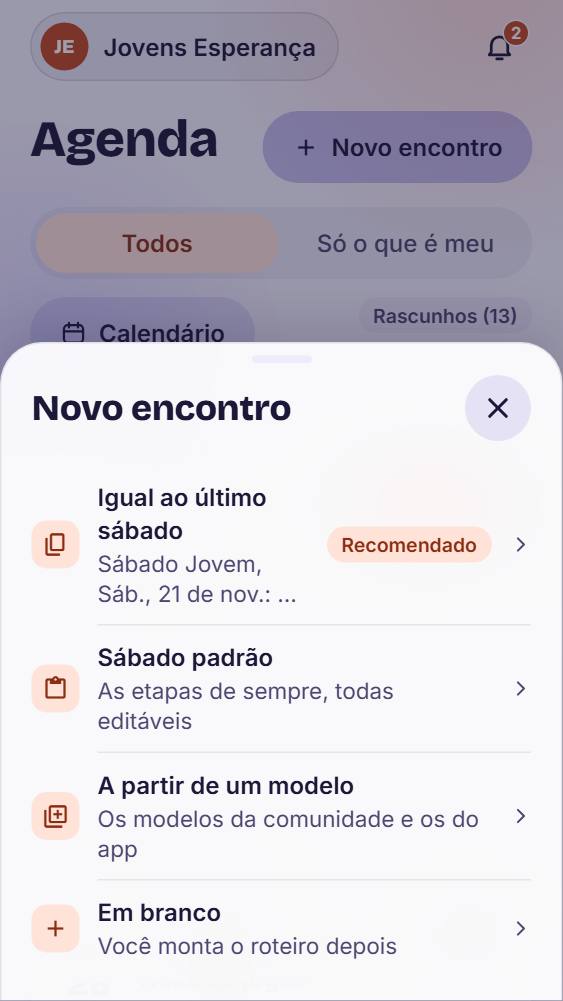 JE
Jovens Esperança
2
Agenda
+ Novo encontro
Todos
Só o que é meu
Calendário
Rascunhos (13)
Novo encontro
Igual ao último
sábado
Sábado Jovem,
Sáb., 21 de nov.: ...
Recomendado
Sábado padrão
As etapas de sempre, todas
editáveis
A partir de um modelo
Os modelos da comunidade e os do
app
Em branco
Você monta o roteiro depois